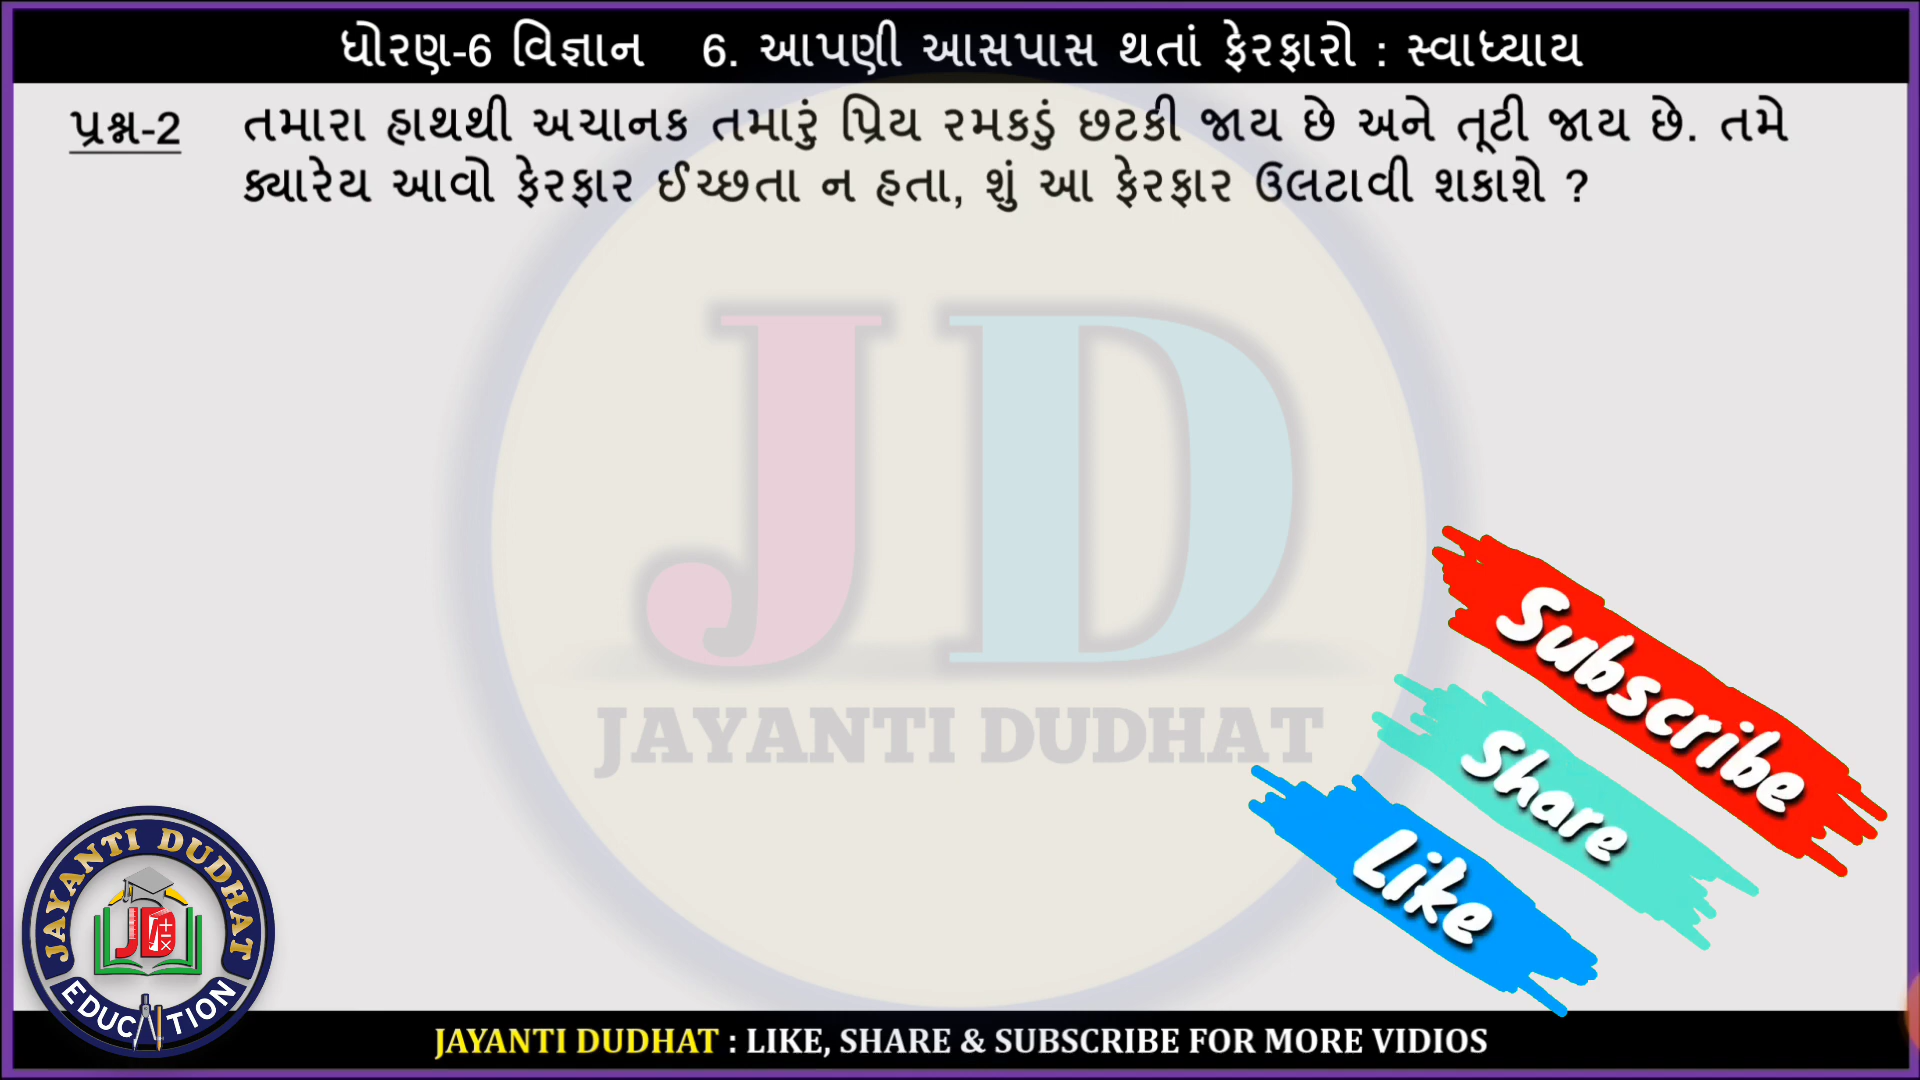 ધોરણ-6 વિજ્ઞાન 6. આપણી આસપાસ થતાં ફેરફારો : સ્વાધ્યાય
પ્રશ્ન-2 તમારા હાથથી અચાનક તમારું પ્રિય રમકડું છટકી જાય છે અને તૂટી જાય છે. તમે
ક્યારેય આવો ફેરફાર ઈચ્છતા ન હતા, શું આ ફેરફાર ઉલટાવી શકાશે ?
JD
JAYANTI DUDHAT
Subscribe
Share
Like
JAYANTI DUDHAT
JD
EDUCATION
JAYANTI DUDHAT : LIKE, SHARE & SUBSCRIBE FOR MORE VIDIOS